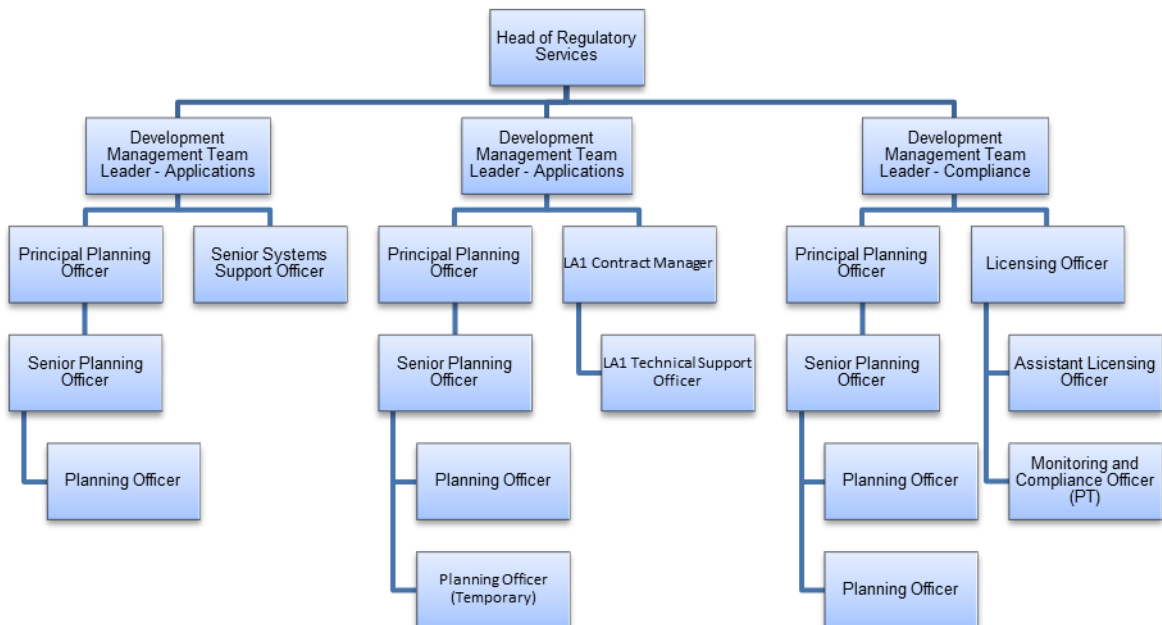 Head of Regulatory
Services
Development
Management Team
Leader - Applications
Development
Management Team
Leader - Applications
Development
Management Team
Leader - Compliance
Principal Planning
Officer
Senior Systems
Support Officer
Principal Planning
Officer
LA1 Contract Manager
Principal Planning
Officer
Licensing Officer
Senior Planning
Officer
Senior Planning
Officer
LA1 Technical Support
Officer
Senior Planning
Officer
Assistant Licensing
Officer
Planning Officer
Planning Officer
Planning Officer
Monitoring and
Compliance Officer
(PT)
Planning Officer
(Temporary)
Planning Officer